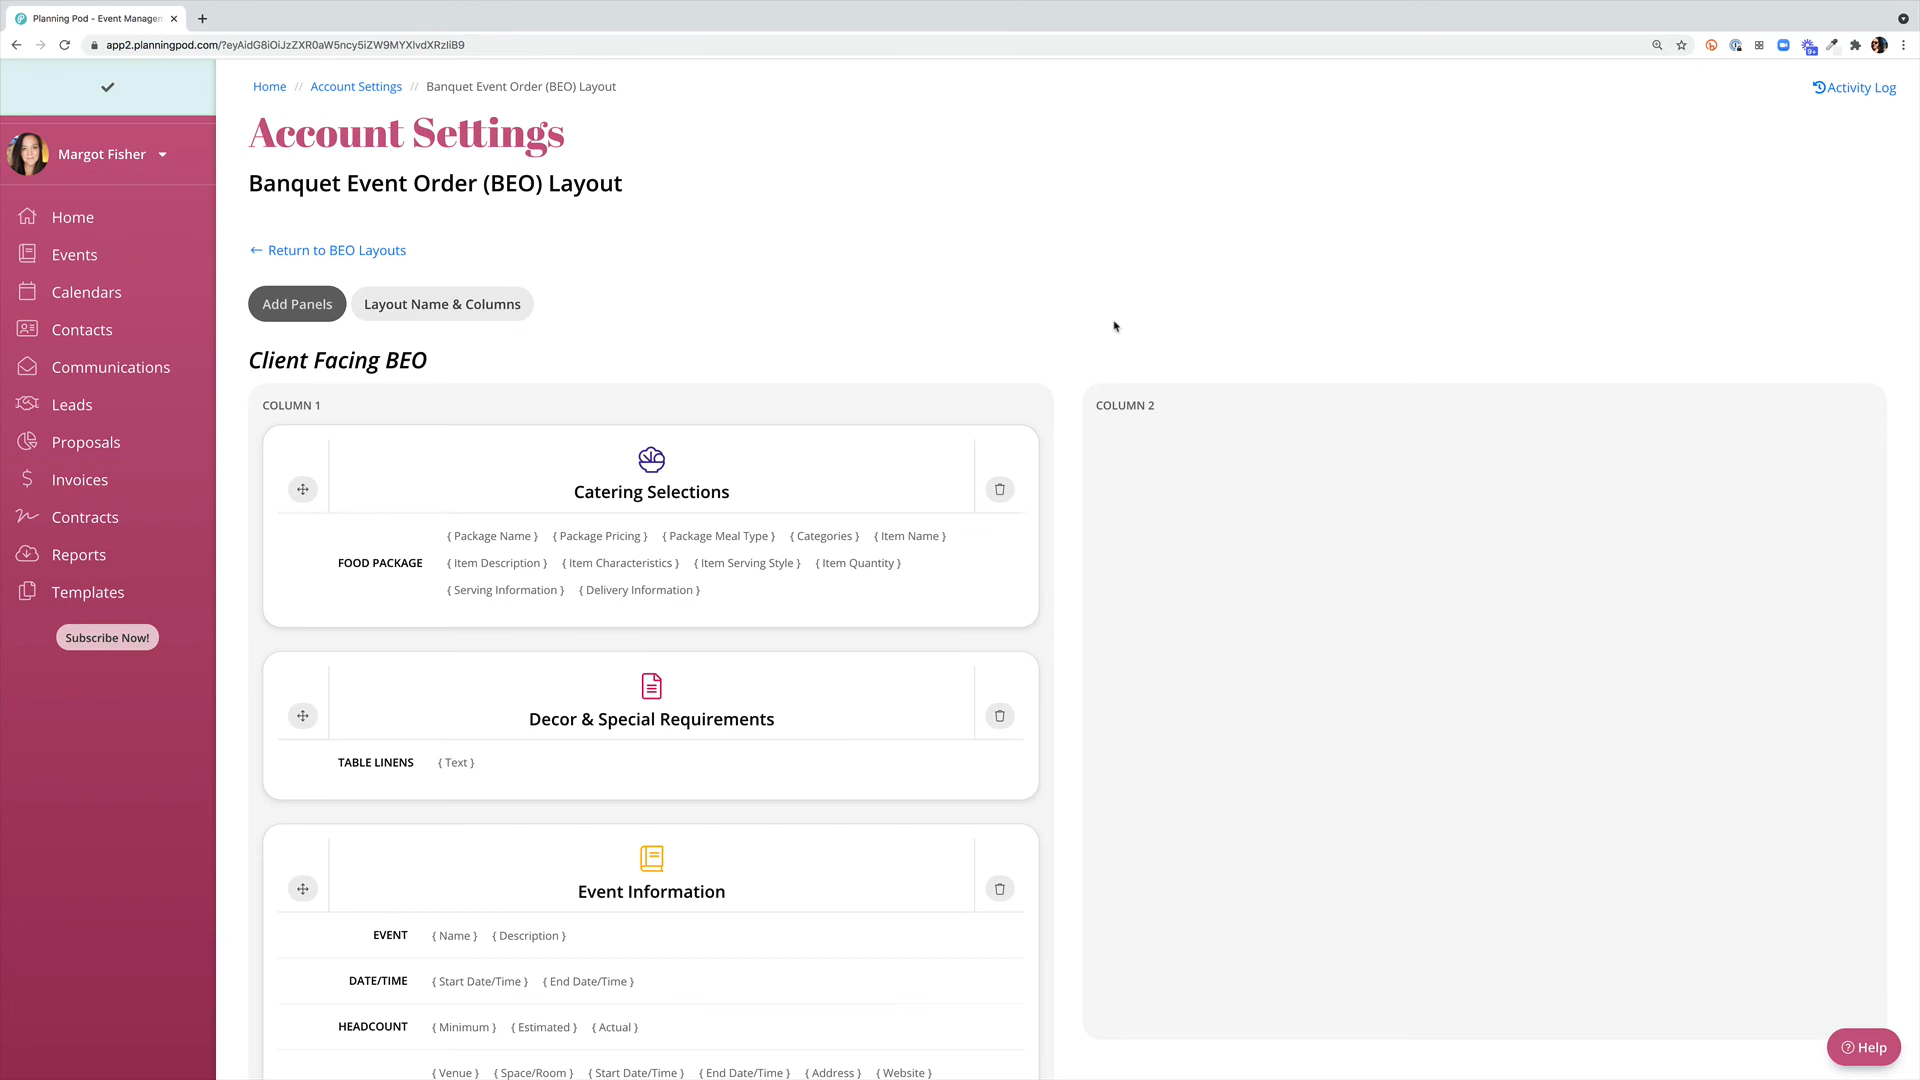 Planning Pod - Event Managem
app2.planningpod.com/?eyAidG8iOiJzZXR0aW5ncy5iZW9MYXlvdXRzIiB9
Home // Account Settings // Banquet Event Order (BEO) Layout
Activity Log
Account Settings
Margot Fisher
Banquet Event Order (BEO) Layout
Home
Events
Calendars
Contacts
Communications
Leads
Proposals
Invoices
Contracts
Reports
Templates
Subscribe Now!
← Return to BEO Layouts
Add Panels
Layout Name & Columns
Client Facing BEO
COLUMN 1
Catering Selections
FOOD PACKAGE
{ Package Name } { Package Pricing } { Package Meal Type } { Categories } { Item Name }
{ Item Description } { Item Characteristics } { Item Serving Style } { Item Quantity }
{ Serving Information } { Delivery Information }
Decor & Special Requirements
TABLE LINENS { Text }
Event Information
EVENT { Name } { Description }
DATE/TIME { Start Date/Time } { End Date/Time }
HEADCOUNT { Minimum } { Estimated } { Actual }
{ Venue } { Space/Room } { Start Date/Time } { End Date/Time } { Address } { Website }
COLUMN 2
Help